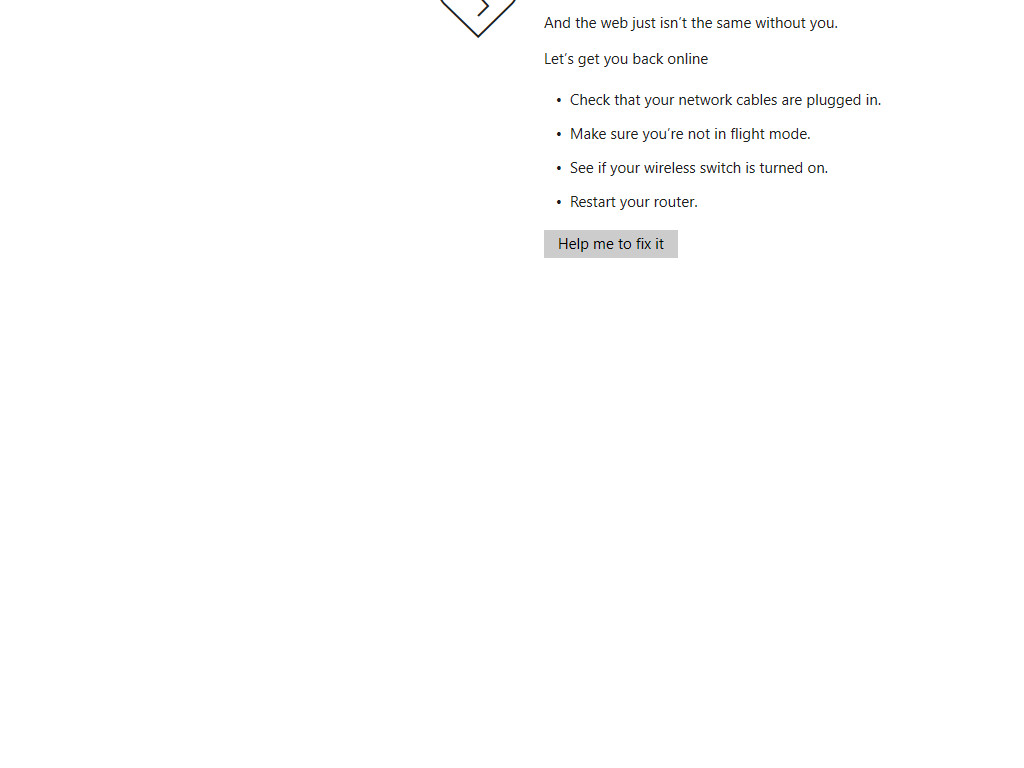 And the web just isn’t the same without you.
Let’s get you back online
• Check that your network cables are plugged in.
• Make sure you’re not in flight mode.
• See if your wireless switch is turned on.
• Restart your router.
Help me to fix it